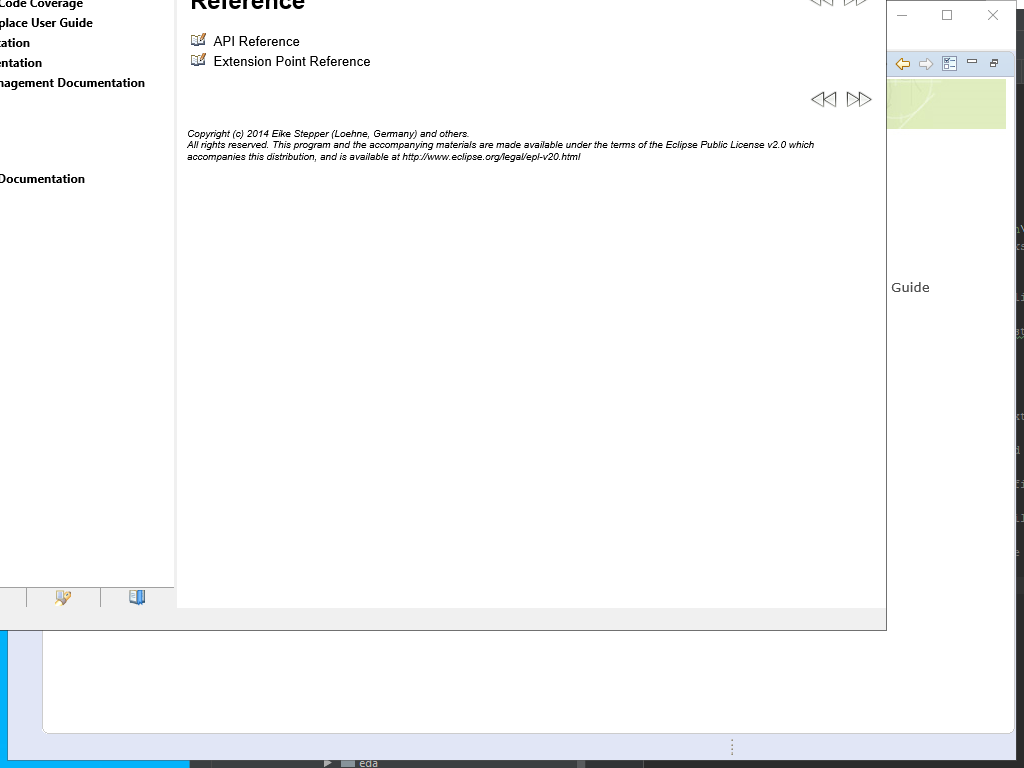 Code Coverage
place User Guide
tation
entation
nagement Documentation
Documentation
Reference
API Reference
Extension Point Reference
Copyright (c) 2014 Eike Stepper (Loehne, Germany) and others.
All rights reserved. This program and the accompanying materials are made available under the terms of the Eclipse Public License v2.0 which
accompanies this distribution, and is available at http://www.eclipse.org/legal/epl-v20.html
Guide
eda